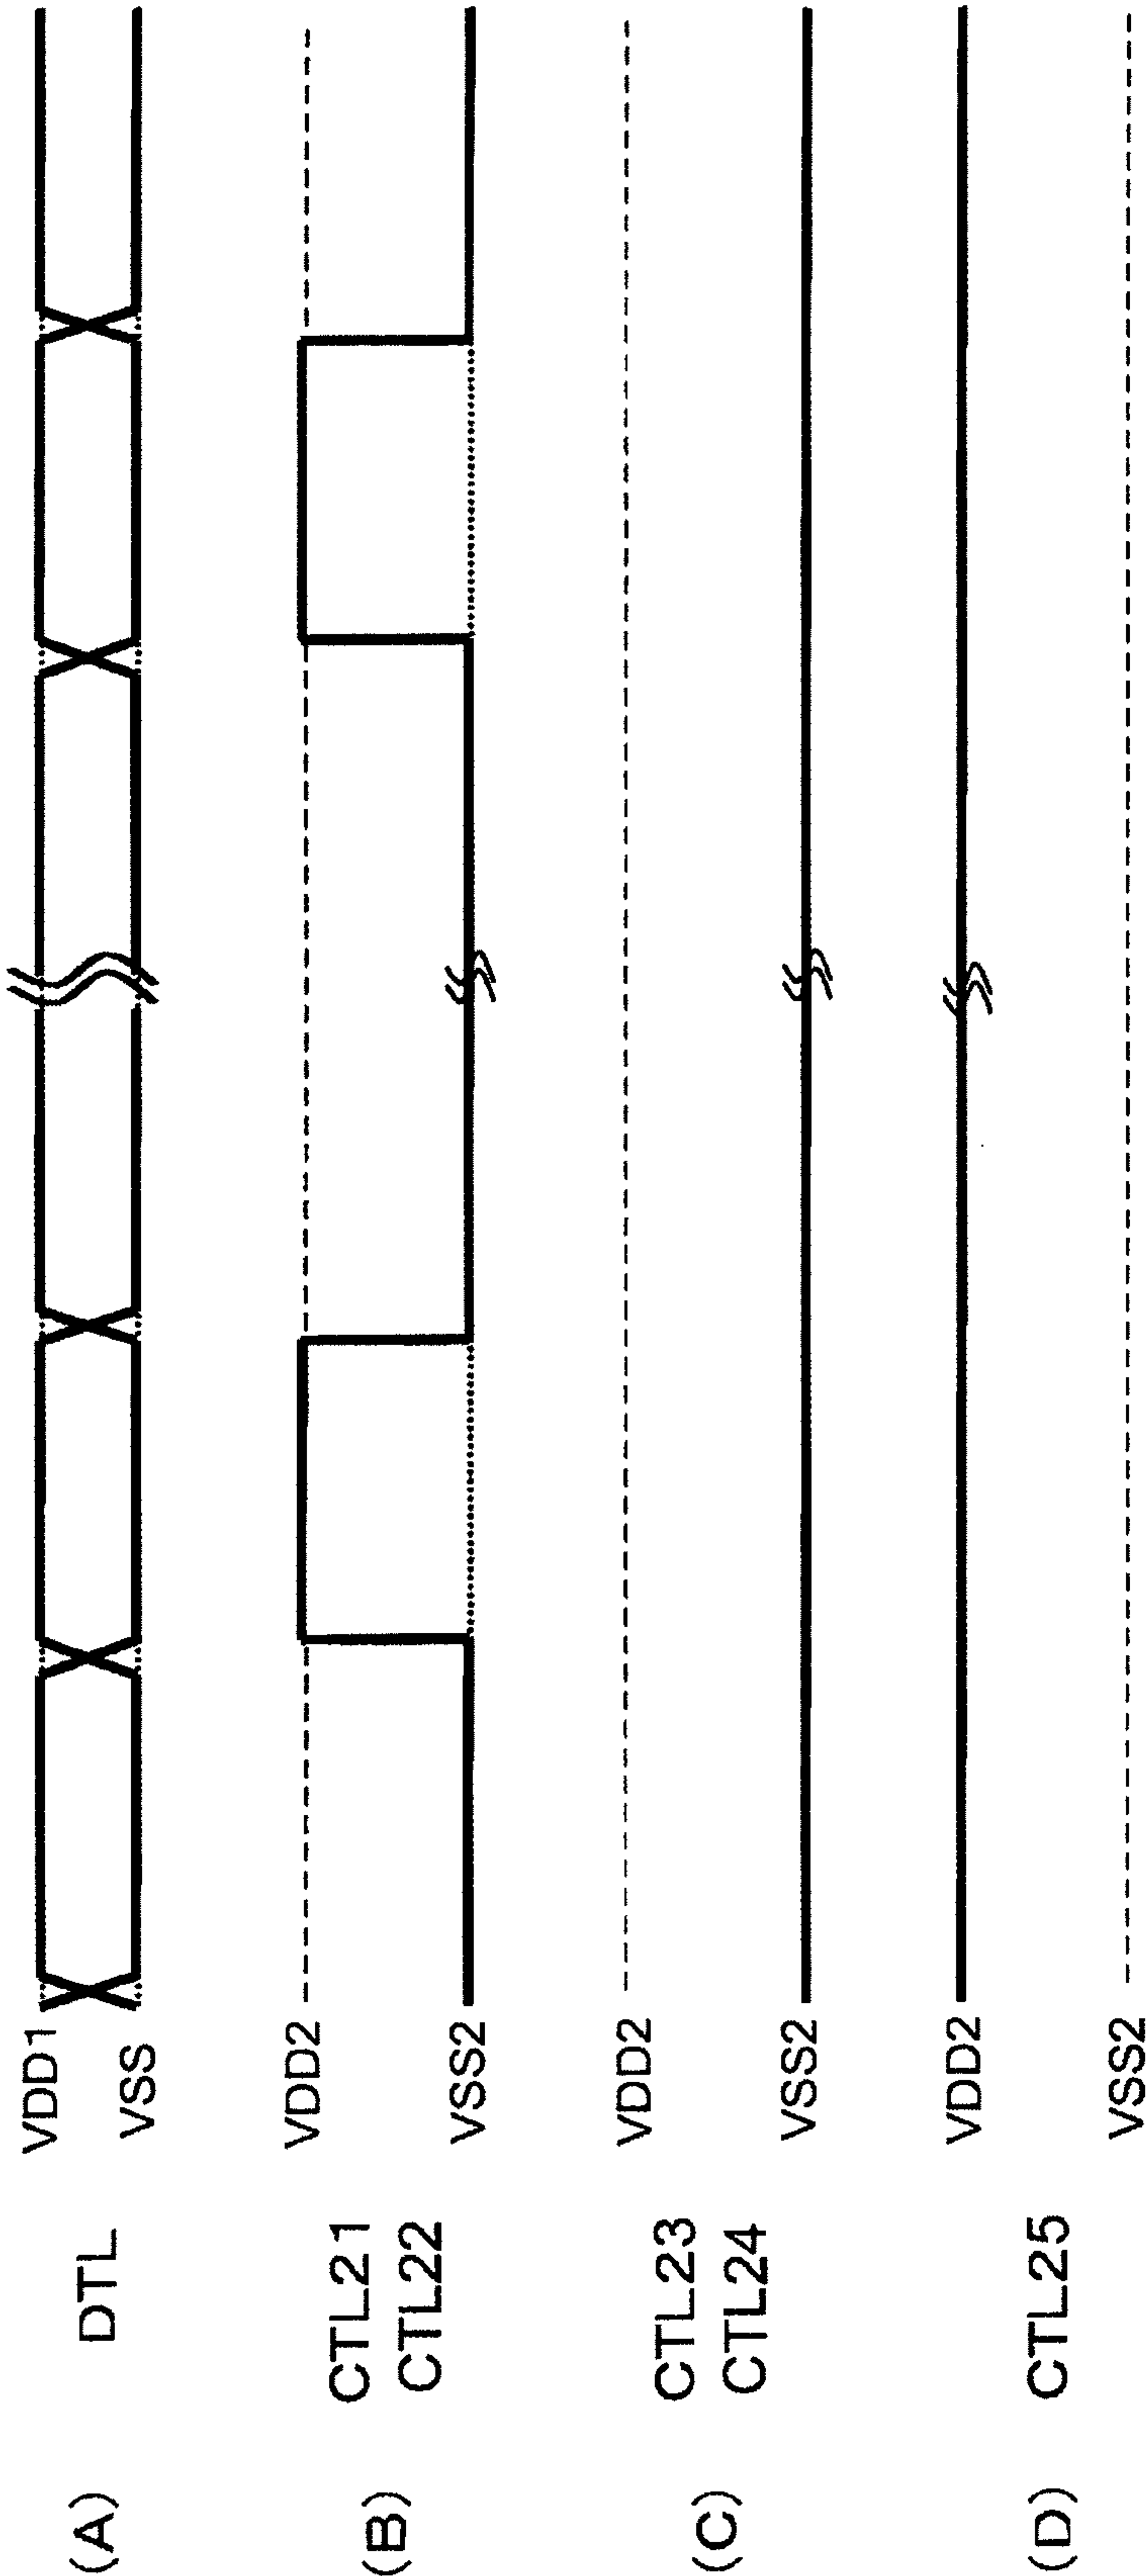 (A) DTL VDD1
VSS
(B) CTL21
CTL22 VDD2
VSS2
(C) CTL23
CTL24 VDD2
VSS2
(D) CTL25 VDD2
VSS2